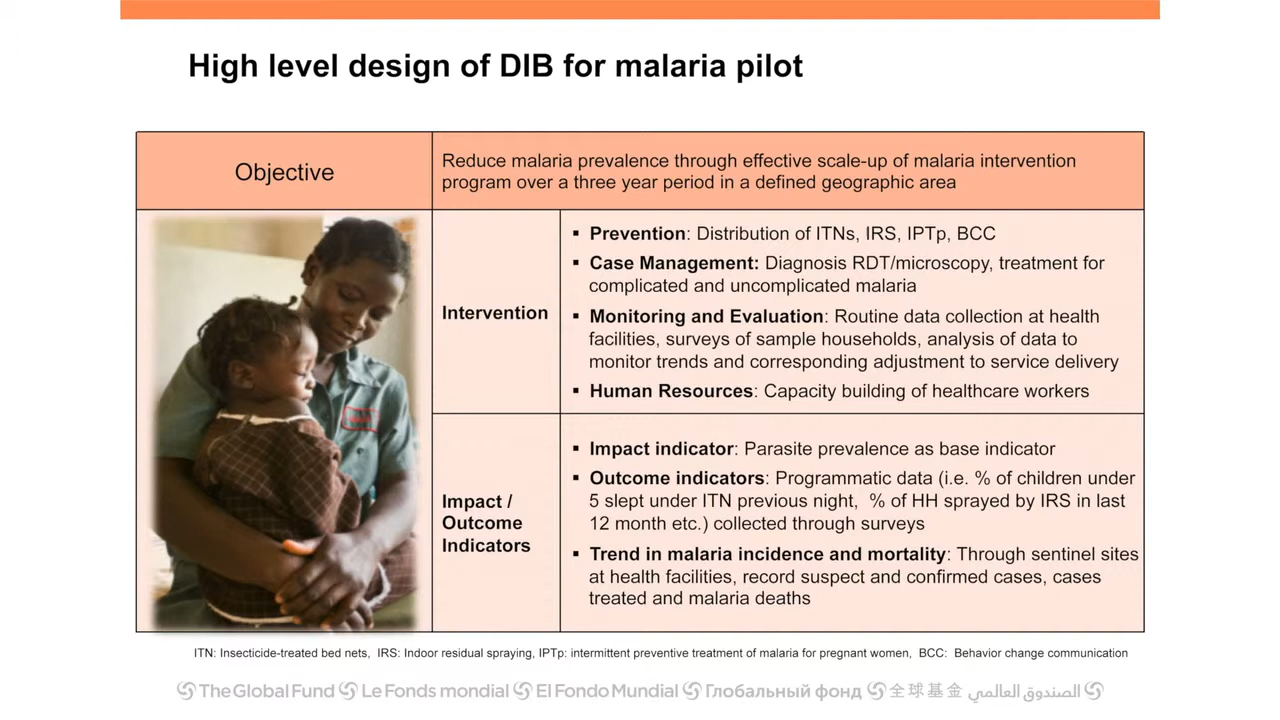 High level design of DIB for malaria pilot
Objective
Reduce malaria prevalence through effective scale-up of malaria intervention
program over a three year period in a defined geographic area
Intervention
▪ Prevention: Distribution of ITNs, IRS, IPTp, BCC
▪ Case Management: Diagnosis RDT/microscopy, treatment for
complicated and uncomplicated malaria
▪ Monitoring and Evaluation: Routine data collection at health
facilities, surveys of sample households, analysis of data to
monitor trends and corresponding adjustment to service delivery
▪ Human Resources: Capacity building of healthcare workers
Impact /
Outcome
Indicators
▪ Impact indicator: Parasite prevalence as base indicator
▪ Outcome indicators: Programmatic data (i.e. % of children under
5 slept under ITN previous night, % of HH sprayed by IRS in last
12 month etc.) collected through surveys
▪ Trend in malaria incidence and mortality: Through sentinel sites
at health facilities, record suspect and confirmed cases, cases
treated and malaria deaths
ITN: Insecticide-treated bed nets, IRS: Indoor residual spraying, IPTp: intermittent preventive treatment of malaria for pregnant women, BCC: Behavior change communication
The Global Fund Le Fonds mondial El Fondo Mundial Глобальный фонд 全球基金 الصندوق العالمي